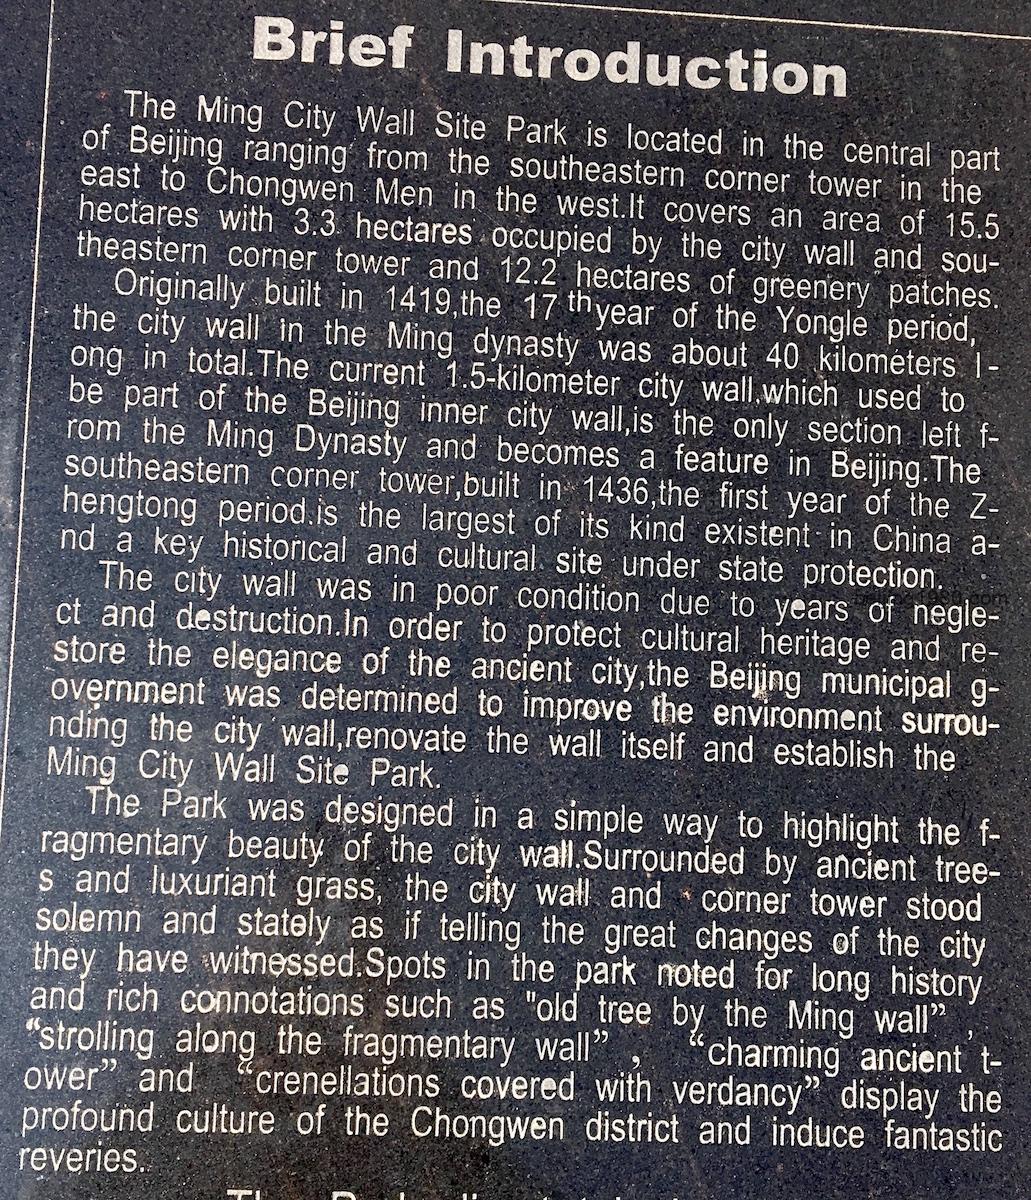 Brief Introduction
The Ming City Wall Site Park is located in the central part
of Beijing ranging from the southeastern corner tower in the
east to Chongwen Men in the west.It covers an area of 15.5
hectares with 3.3 hectares occupied by the city wall and sou-
theastern corner tower and 12.2 hectares of greenery patches.
Originally built in 1419,the 17 th year of the Yongle period,
the city wall in the Ming dynasty was about 40 kilometers l-
ong in total.The current 1.5-kilometer city wall,which used to
be part of the Beijing inner city wall,is the only section left f-
rom the Ming Dynasty and becomes a feature in Beijing.The
southeastern corner tower,built in 1436,the first year of the Z-
hengtong period.is the largest of its kind existent in China a-
nd a key historical and cultural site under state protection.
The city wall was in poor condition due to years of negle-
ct and destruction.In order to protect cultural heritage and re-
store the elegance of the ancient city,the Beijing municipal g-
overnment was determined to improve the environment surrou-
nding the city wall,renovate the wall itself and establish the
Ming City Wall Site Park.
The Park was designed in a simple way to highlight the f-
ragmentary beauty of the city wall.Surrounded by ancient tree-
s and luxuriant grass, the city wall and corner tower stood
solemn and stately as if telling the great changes of the city
they have witnessed.Spots in the park noted for long history
and rich connotations such as "old tree by the Ming wall” ,
“strolling along the fragmentary wall” , “charming ancient t-
ower” and “crenellations covered with verdancy” display the
profound culture of the Chongwen district and induce fantastic
reveries.